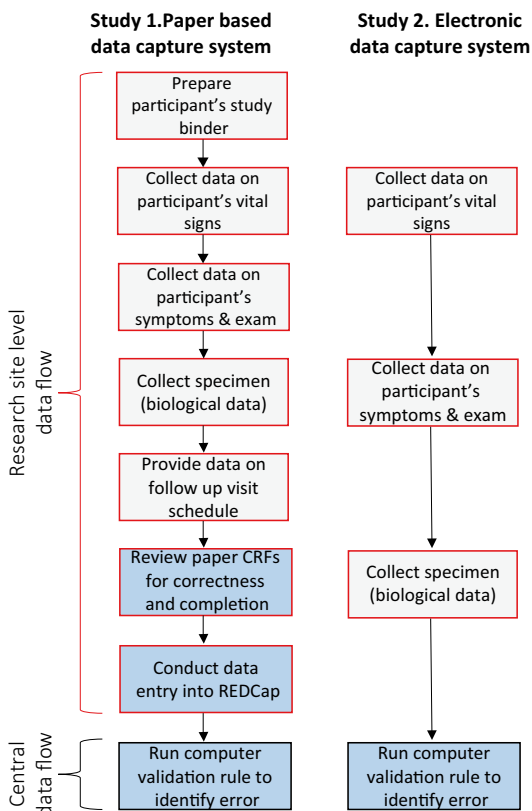 Study 1.Paper based
data capture system
Study 2. Electronic
data capture system
Prepare
participant's study
binder
Collect data on
participant's vital
signs
Collect data on
participant's
symptoms & exam
Collect specimen
(biological data)
Provide data on
follow up visit
schedule
Review paper CRFs
for correctness
and completion
Conduct data
entry into REDCap
Run computer
validation rule to
identify error
Collect data on
participant's vital
signs
Collect data on
participant's
symptoms & exam
Collect specimen
(biological data)
Run computer
validation rule to
identify error
Research site level
data flow
Central
data flow